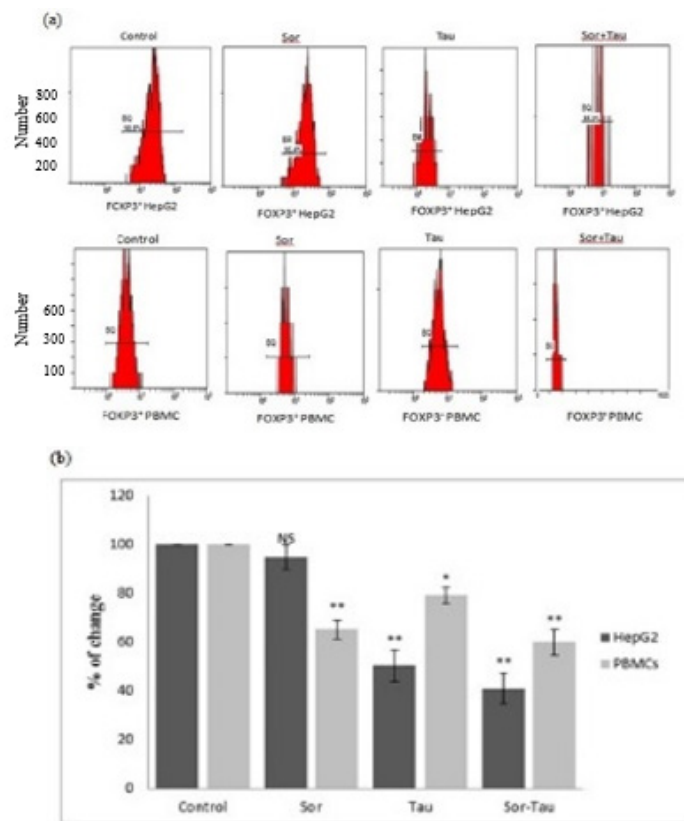 (a)
Control
Sor
Tau
Sor+Tau
Number
800
600
400
200
FOXP3⁺ HepG2
FOXP3⁺ HepG2
FOXP3⁺ HepG2
FOXP3⁺ HepG2
Control
Sor
Tau
Sor+Tau
Number
600
300
100
FOXP3⁺ PBMC
FOXP3⁺ PBMC
FOXP3⁺ PBMC
FOXP3⁺ PBMC
(b)
% of change
120
100
80
60
40
20
0
NS
**
**
*
**
**
HepG2
PBMCs
Control
Sor
Tau
Sor-Tau